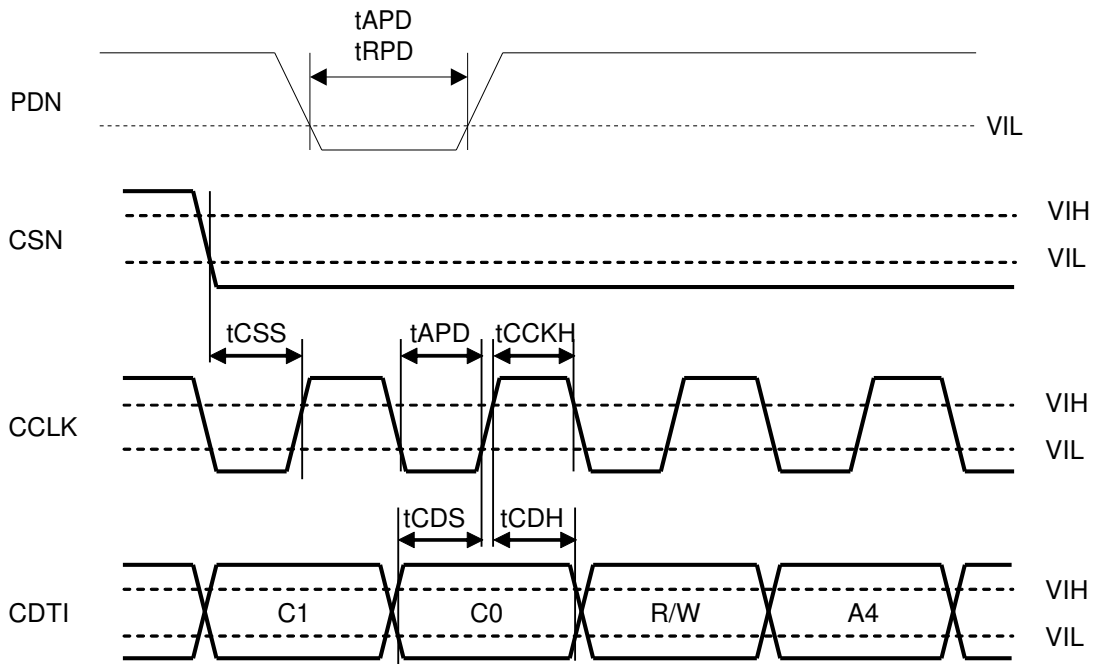 tAPD
tRPD
PDN
VIL
CSN
VIH
VIL
tCSS
tAPD
tCCKH
CCLK
VIH
VIL
tCDS
tCDH
CDTI
C1
C0
R/W
A4
VIH
VIL